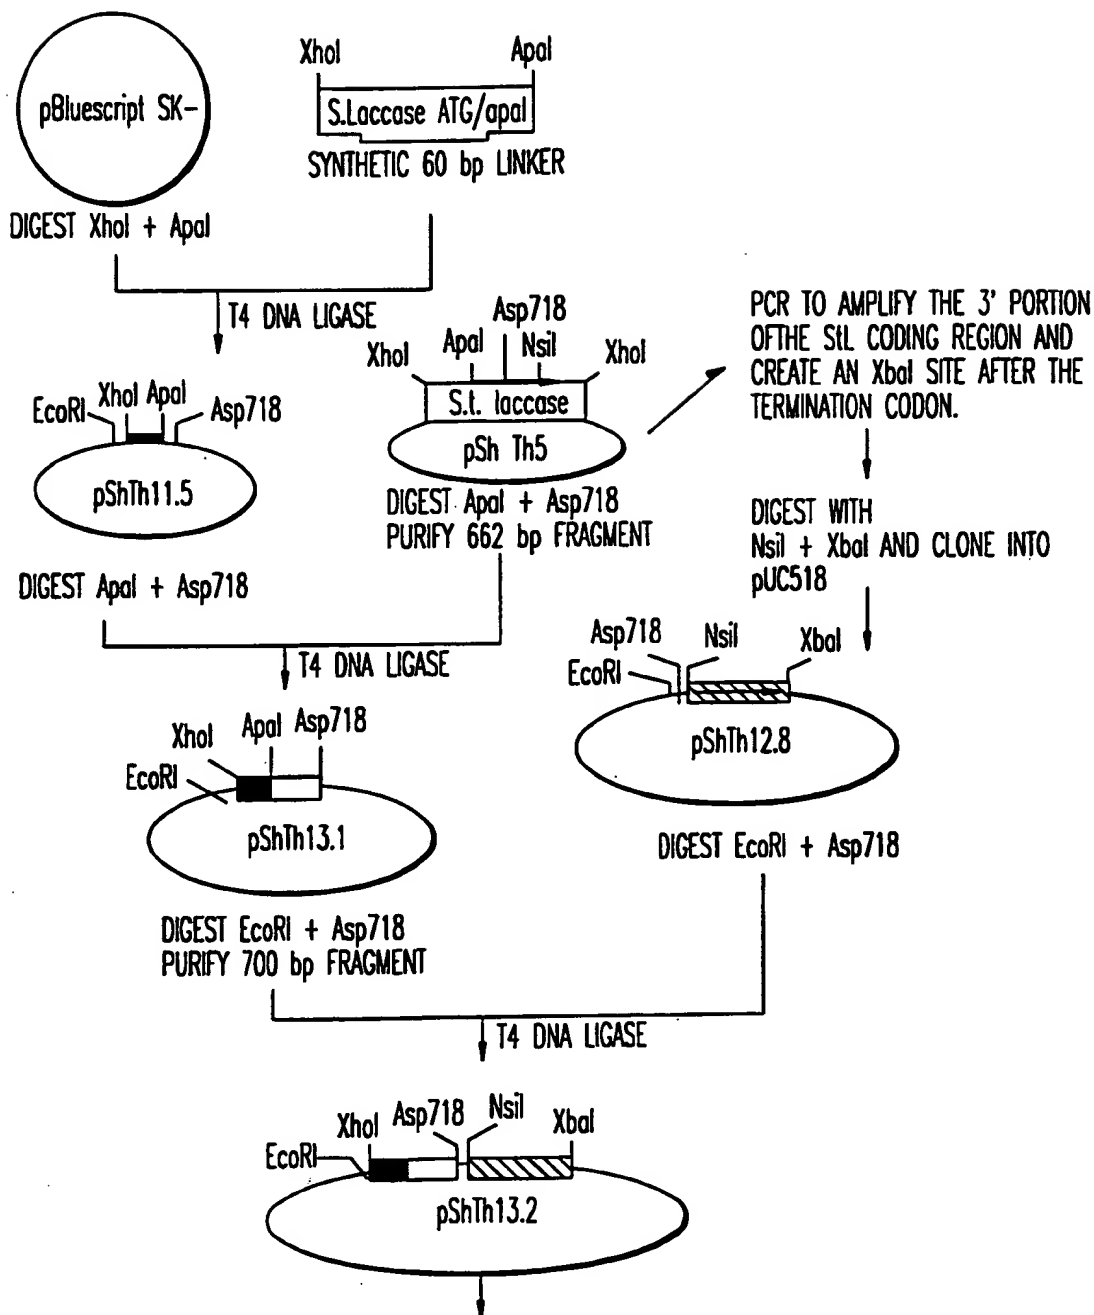 XhoI
ApaI
pBluescript SK-
S.Laccase ATG/apaI
SYNTHETIC 60 bp LINKER
DIGEST XhoI + ApaI
T4 DNA LIGASE
PCR TO AMPLIFY THE 3' PORTION
OFTHE StL CODING REGION AND
CREATE AN XbaI SITE AFTER THE
TERMINATION CODON.
Asp718
XhoI
ApaI
NsiI
XhoI
S.t. laccase
pSh Th5
EcoRI
XhoI
ApaI
Asp718
pShTh11.5
DIGEST ApaI + Asp718
PURIFY 662 bp FRAGMENT
DIGEST WITH
NsiI + XbaI AND CLONE INTO
pUC518
DIGEST ApaI + Asp718
T4 DNA LIGASE
Asp718
NsiI
XbaI
EcoRI
pShTh12.8
XhoI
ApaI
Asp718
EcoRI
pShTh13.1
DIGEST EcoRI + Asp718
DIGEST EcoRI + Asp718
PURIFY 700 bp FRAGMENT
T4 DNA LIGASE
XhoI
Asp718
NsiI
XbaI
EcoRI
pShTh13.2